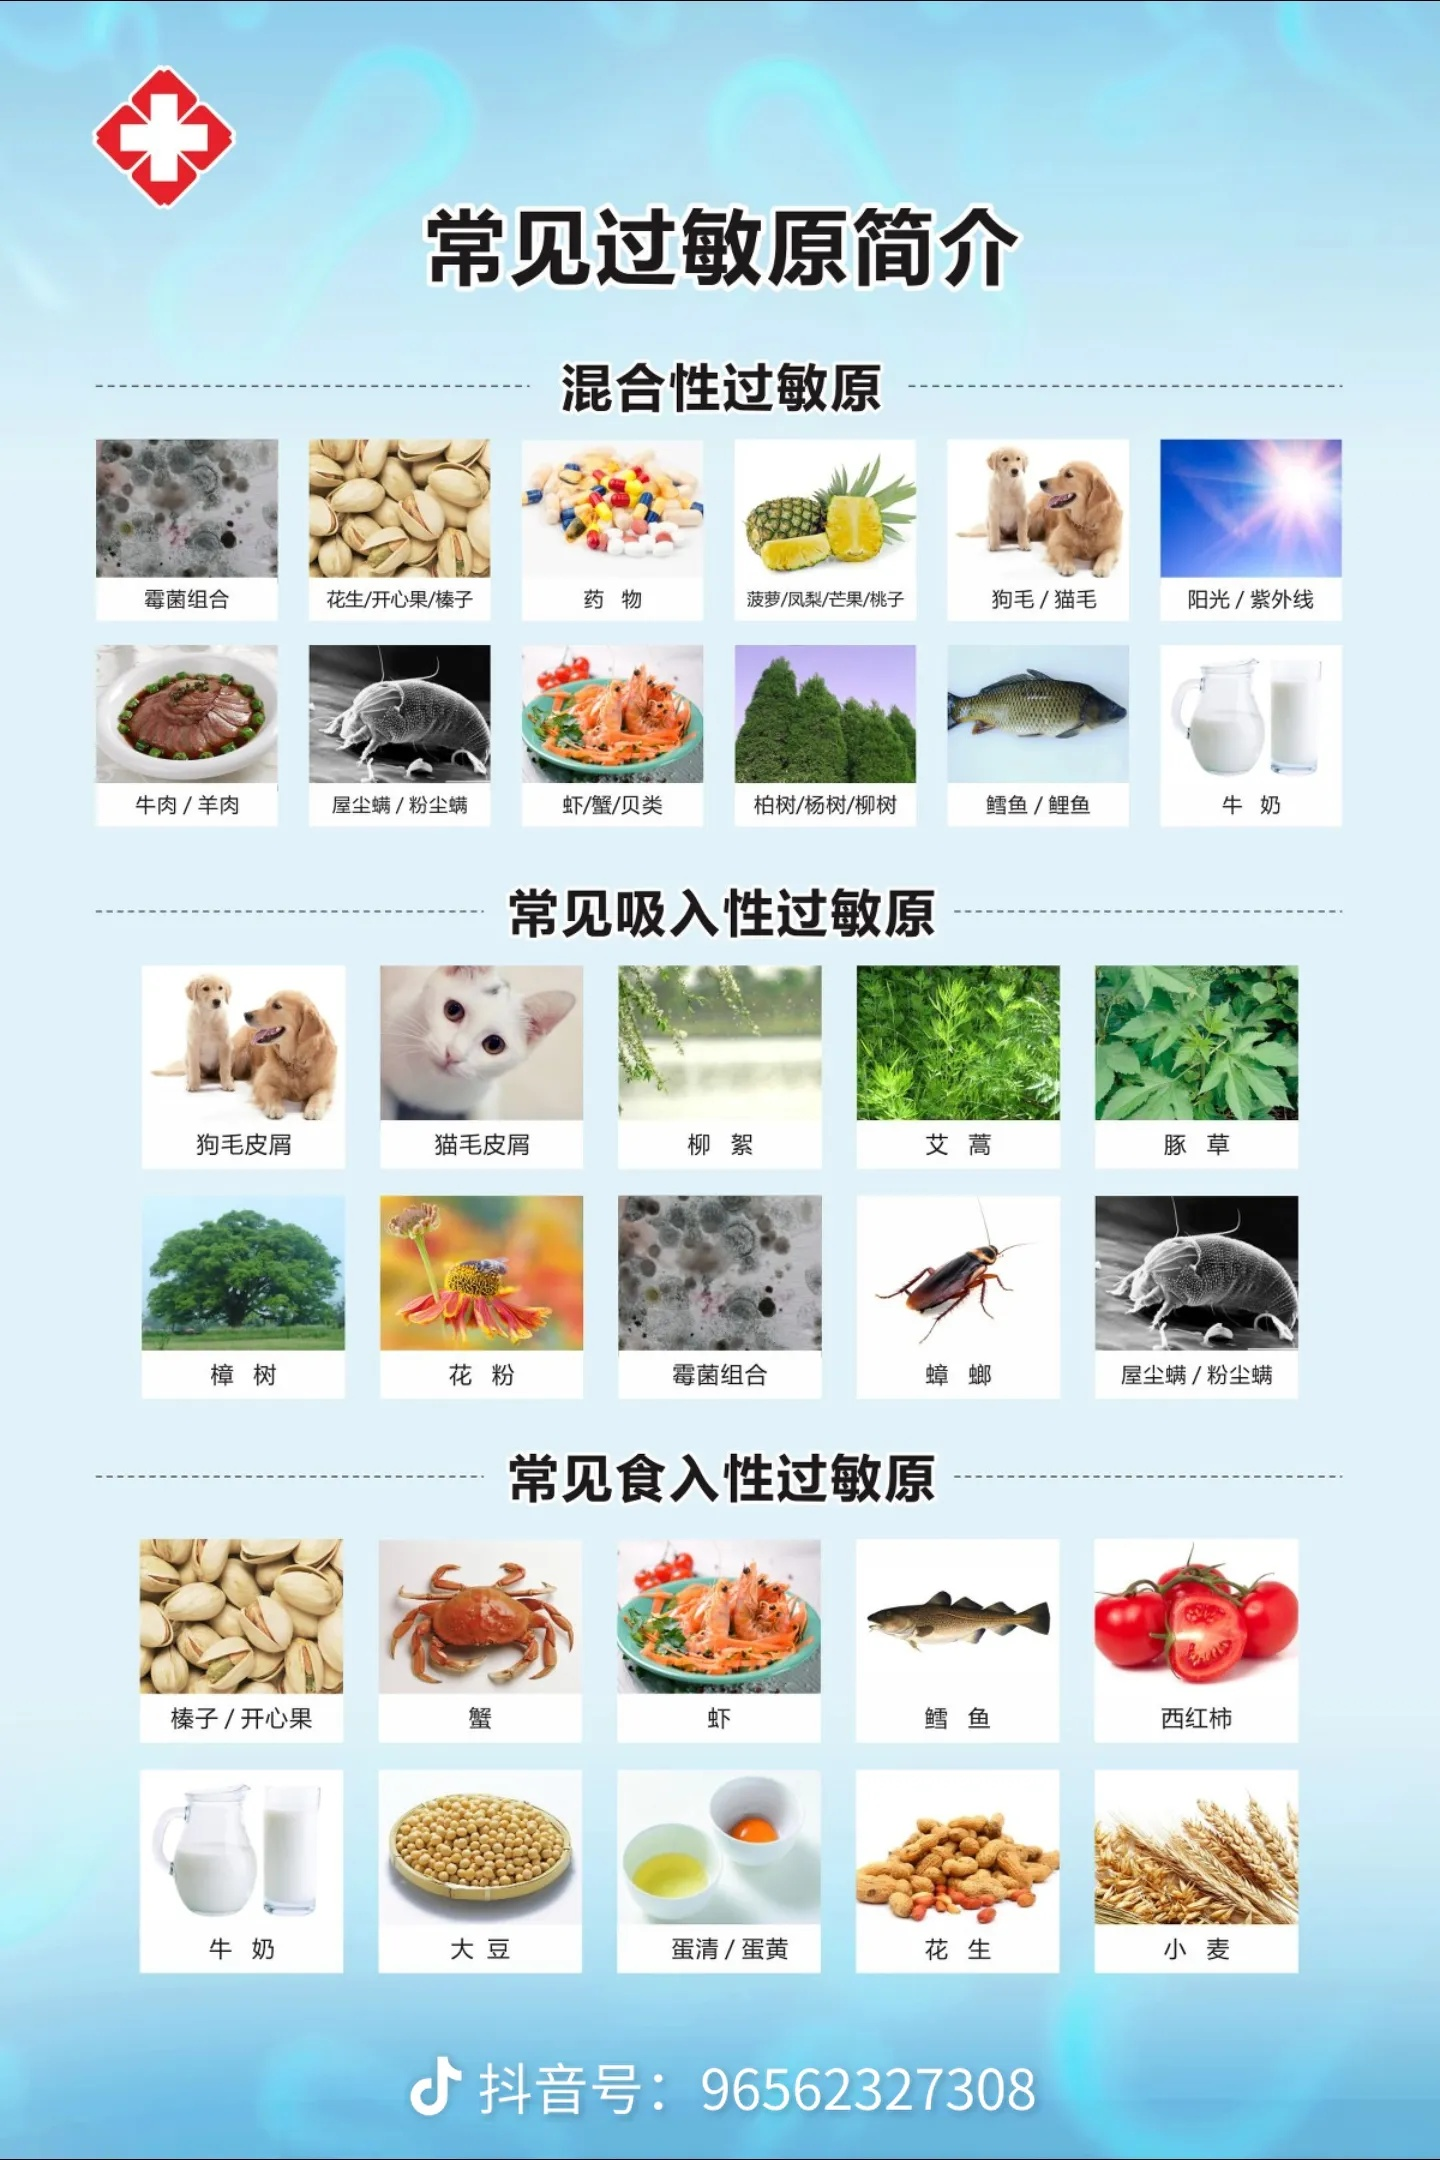 常见过敏原简介
混合性过敏原
霉菌组合
花生/开心果/榛子
药 物
菠萝/凤梨/芒果/桃子
狗毛 / 猫毛
阳光 / 紫外线
牛肉 / 羊肉
屋尘螨 / 粉尘螨
虾/蟹/贝类
柏树/杨树/柳树
鳕鱼 / 鲤鱼
牛 奶
常见吸入性过敏原
狗毛皮屑
猫毛皮屑
柳 絮
艾 蒿
豚 草
樟 树
花 粉
霉菌组合
蟑 螂
屋尘螨 / 粉尘螨
常见食入性过敏原
榛子 / 开心果
蟹
虾
鳕 鱼
西红柿
牛 奶
大 豆
蛋清 / 蛋黄
花 生
小 麦
抖音号：96562327308